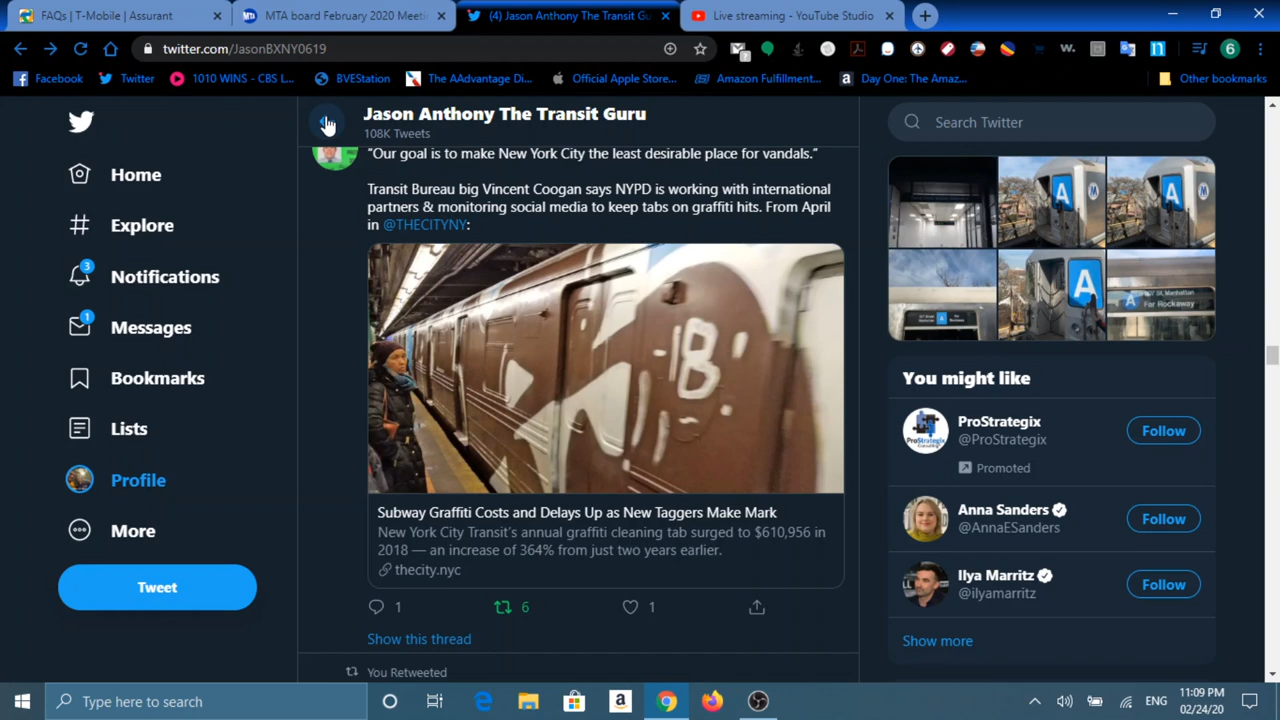 FAQs | T-Mobile | Assurant
MTA board February 2020 Meeti
(4) Jason Anthony The Transit Gu
Live streaming - YouTube Studio
twitter.com/JasonBXNY0619
6
Facebook
Twitter
1010 WINS - CBS L...
BVEStation
The AAdvantage Di...
Official Apple Store...
Amazon Fulfillment...
Day One: The Amaz...
Other bookmarks
Home
Explore
3
Notifications
1
Messages
Bookmarks
Lists
Profile
More
Tweet
Jason Anthony The Transit Guru
108K Tweets
“Our goal is to make New York City the least desirable place for vandals.”
Transit Bureau big Vincent Coogan says NYPD is working with international
partners & monitoring social media to keep tabs on graffiti hits. From April
in @THECITYNY:
Subway Graffiti Costs and Delays Up as New Taggers Make Mark
New York City Transit’s annual graffiti cleaning tab surged to $610,956 in
2018 — an increase of 364% from just two years earlier.
thecity.nyc
1
6
1
Show this thread
You Retweeted
Search Twitter
A
A
A
Far Rockaway
You might like
ProStrategix
@ProStrategix
Promoted
Follow
Anna Sanders
@AnnaESanders
Follow
Ilya Marritz
@ilyamarritz
Follow
Show more
Type here to search
ENG
11:09 PM
02/24/20